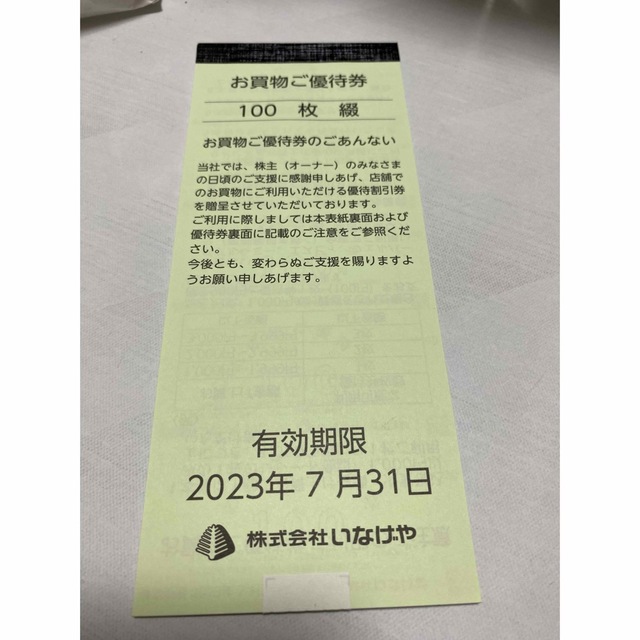 お買物ご優待券
100 枚 綴
お買物ご優待券のごあんない
当社では、株主（オーナー）のみなさま
の日頃のご支援に感謝申しあげ、店舗で
のお買物にご利用いただける優待割引券
を贈呈させていただいております。
ご利用に際しましては本表紙裏面および
優待券裏面に記載のご注意をご参照くだ
さい。
今後とも、変わらぬご支援を賜りますよ
うお願い申しあげます。
有効期限
2023年 7 月31日
株式会社いなげや